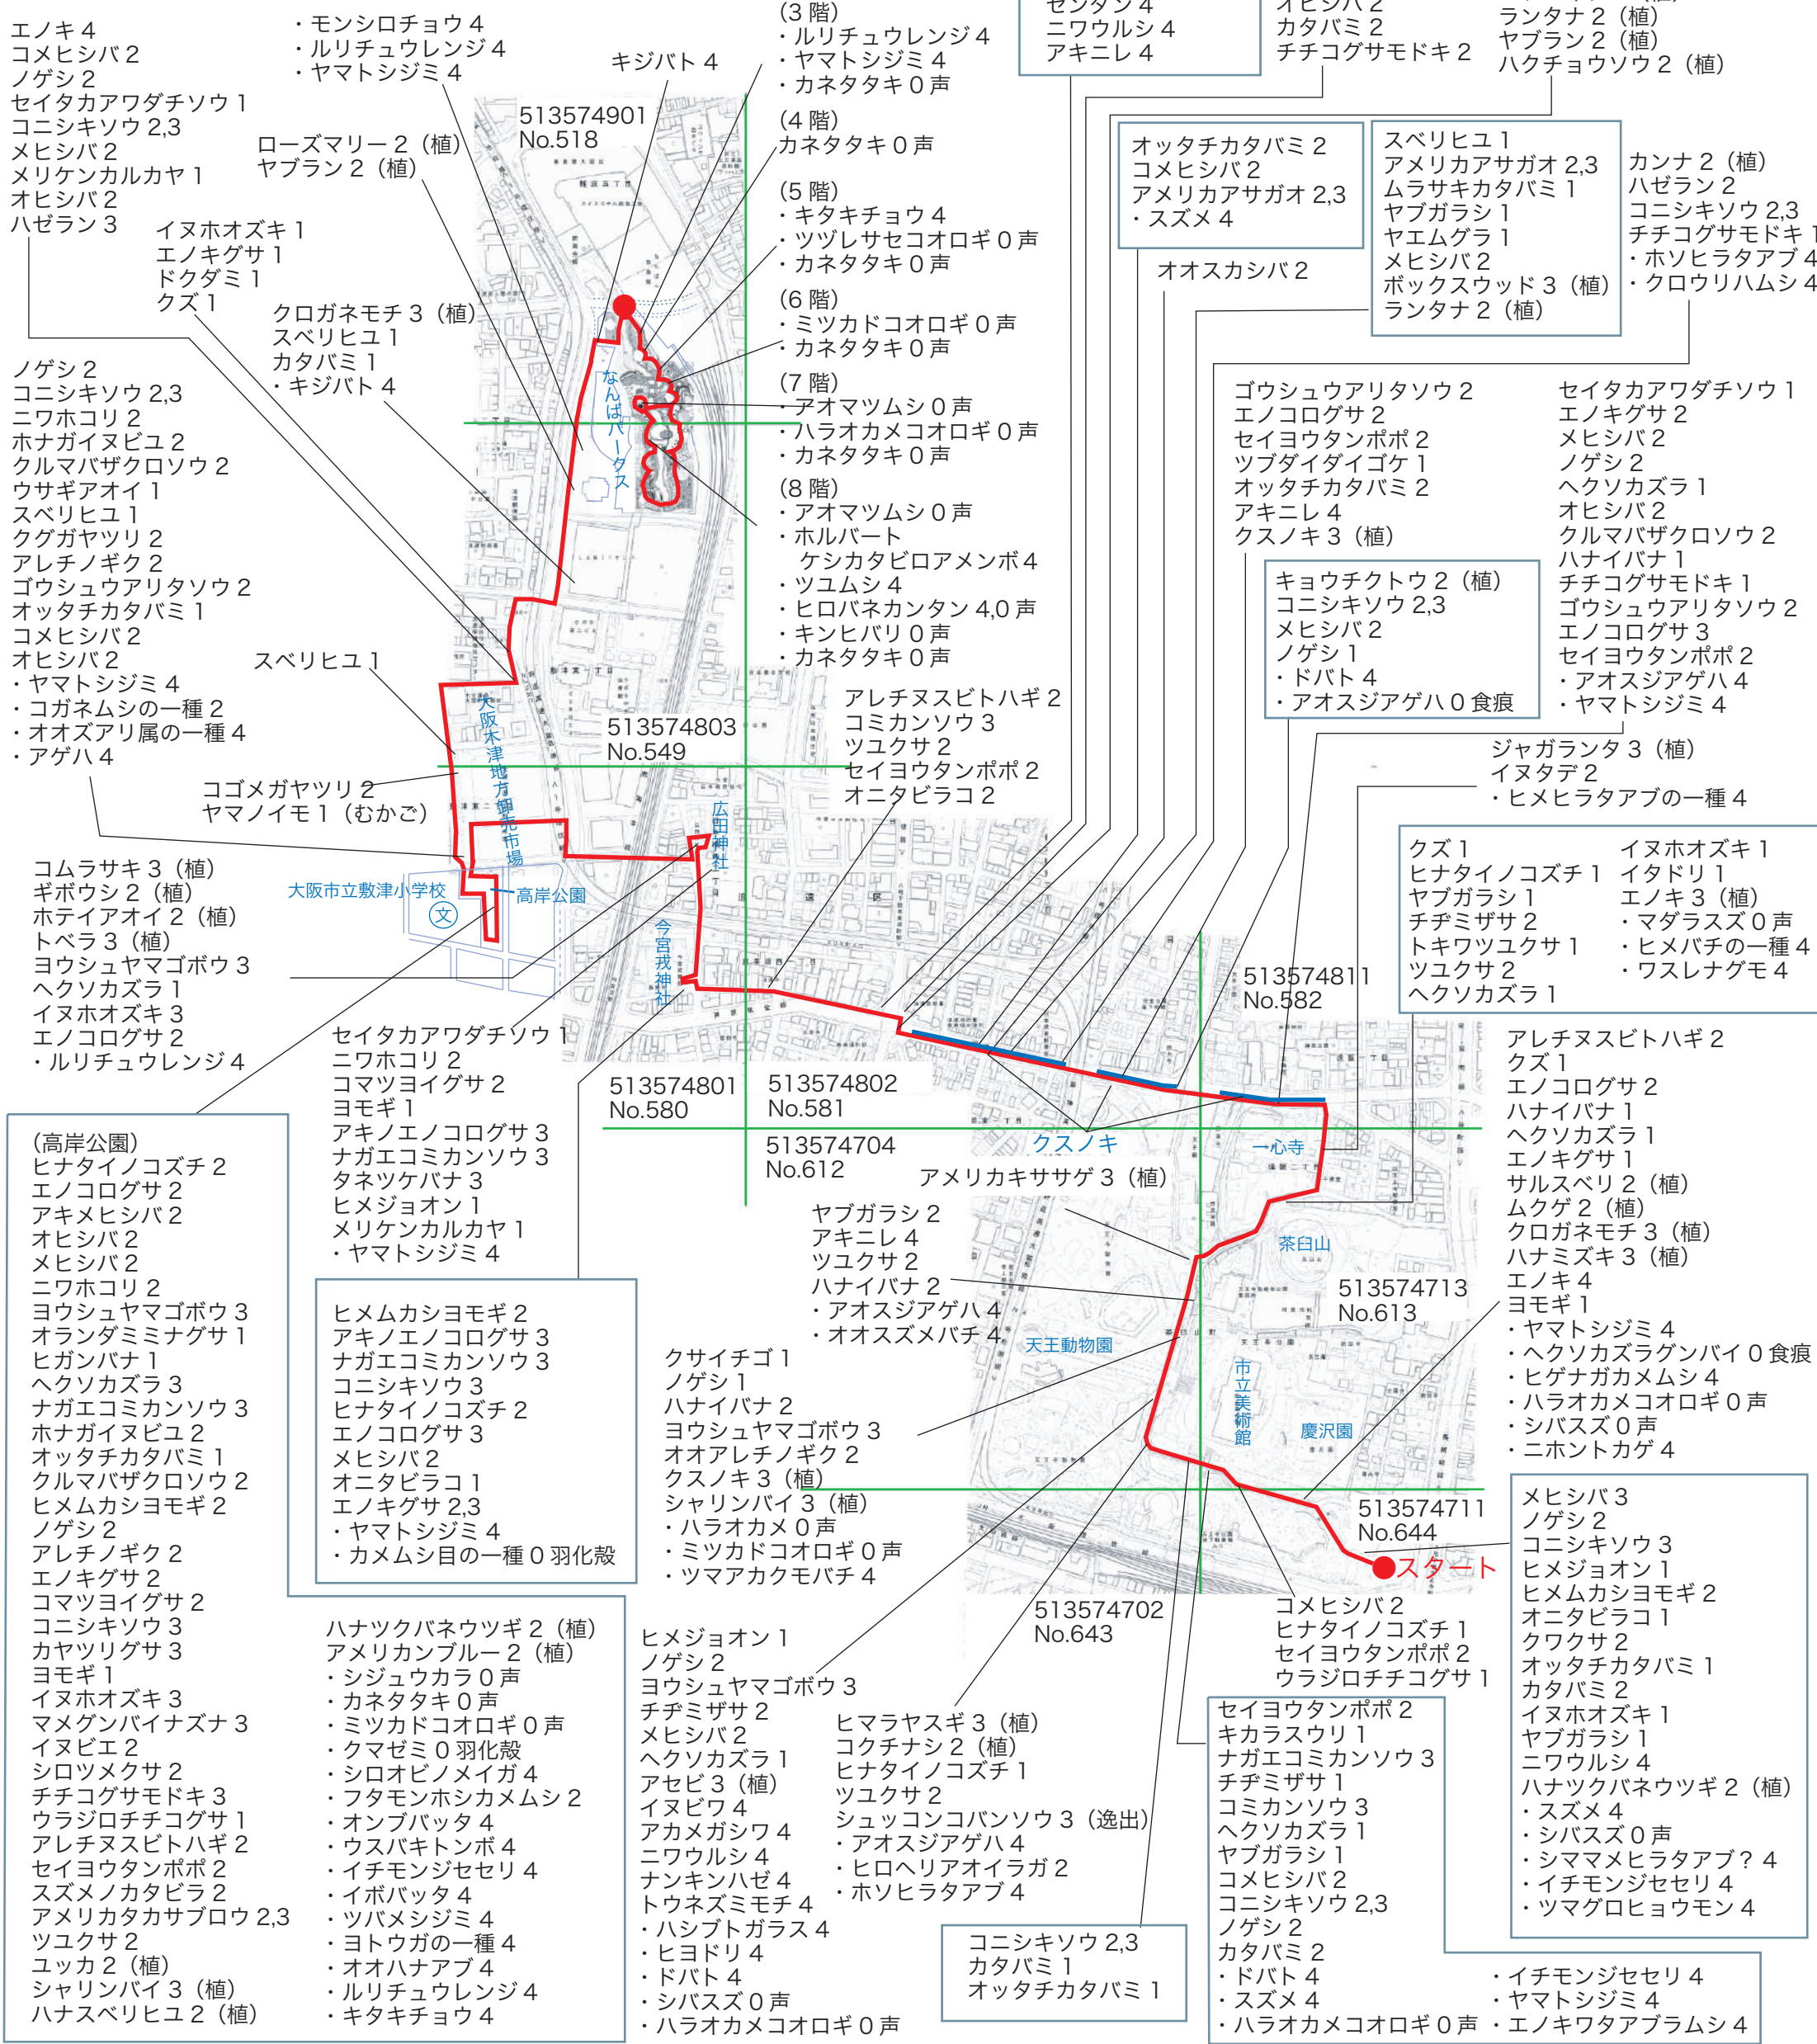 エノキ 4
コメヒシバ 2
ノゲシ 2
セイタカアワダチソウ 1
コニシキソウ 2,3
メヒシバ 2
メリケンカルカヤ 1
オヒシバ 2
ハゼラン 3
・モンシロチョウ 4
・ルリチュウレンジ 4
・ヤマトシジミ 4
キジバト 4
ローズマリー 2（植）
ヤブラン 2（植）
イヌホオズキ 1
エノキグサ 1
ドクダミ 1
クズ 1
クロガネモチ 3（植）
スベリヒユ 1
カタバミ 1
・キジバト 4
513574901
No.518
(3 階)
・ルリチュウレンジ 4
・ヤマトシジミ 4
・カネタタキ 0 声
(4 階)
カネタタキ 0 声
(5 階)
・キタキチョウ 4
・ツヅレサセコオロギ 0 声
・カネタタキ 0 声
(6 階)
・ミツカドコオロギ 0 声
・カネタタキ 0 声
(7 階)
・アオマツムシ 0 声
・ハラオカメコオロギ 0 声
・カネタタキ 0 声
(8 階)
・アオマツムシ 0 声
・ホルバート
ケシカタビロアメンボ 4
・ツユムシ 4
・ヒロバネカンタン 4,0 声
・キンヒバリ 0 声
・カネタタキ 0 声
なんばパークス
センダン 4
ニワウルシ 4
アキニレ 4
オヒシバ 2
カタバミ 2
チチコグサモドキ 2
ランタナ 2（植）
ヤブラン 2（植）
ハクチョウソウ 2（植）
オッタチカタバミ 2
コメヒシバ 2
アメリカアサガオ 2,3
・スズメ 4
オオスカシバ 2
スベリヒユ 1
アメリカアサガオ 2,3
ムラサキカタバミ 1
ヤブガラシ 1
ヤエムグラ 1
メヒシバ 2
ボックスウッド 3（植）
ランタナ 2（植）
カンナ 2（植）
ハゼラン 2
コニシキソウ 2,3
チチコグサモドキ 1
・ホソヒラタアブ 4
・クロウリハムシ 4
ゴウシュウアリタソウ 2
エノコログサ 2
セイヨウタンポポ 2
ツブダイダイゴケ 1
オッタチカタバミ 2
アキニレ 4
クスノキ 3（植）
セイタカアワダチソウ 1
エノキグサ 2
メヒシバ 2
ノゲシ 2
ヘクソカズラ 1
オヒシバ 2
クルマバザクロソウ 2
ハナイバナ 1
チチコグサモドキ 1
ゴウシュウアリタソウ 2
エノコログサ 3
セイヨウタンポポ 2
・アオスジアゲハ 4
・ヤマトシジミ 4
キョウチクトウ 2（植）
コニシキソウ 2,3
メヒシバ 2
ノゲシ 1
・ドバト 4
・アオスジアゲハ 0 食痕
ノゲシ 2
コニシキソウ 2,3
ニワホコリ 2
ホナガイヌビユ 2
クルマバザクロソウ 2
ウサギアオイ 1
スベリヒユ 1
クグガヤツリ 2
アレチノギク 2
ゴウシュウアリタソウ 2
オッタチカタバミ 1
コメヒシバ 2
オヒシバ 2
・ヤマトシジミ 4
・コガネムシの一種 2
・オオズアリ属の一種 4
・アゲハ 4
スベリヒユ 1
コゴメガヤツリ 2
ヤマノイモ 1（むかご）
大阪木津地方卸売市場
513574803
No.549
アレチヌスビトハギ 2
コミカンソウ 3
ツユクサ 2
セイヨウタンポポ 2
オニタビラコ 2
ジャガランタ 3（植）
イヌタデ 2
・ヒメヒラタアブの一種 4
広田神社
今宮戎神社
大阪市立敷津小学校
文
高岸公園
コムラサキ 3（植）
ギボウシ 2（植）
ホテイアオイ 2（植）
トベラ 3（植）
ヨウシュヤマゴボウ 3
ヘクソカズラ 1
イヌホオズキ 3
エノコログサ 2
・ルリチュウレンジ 4
クズ 1
ヒナタイノコズチ 1
ヤブガラシ 1
チヂミザサ 2
トキワツユクサ 1
ツユクサ 2
ヘクソカズラ 1
イヌホオズキ 1
イタドリ 1
エノキ 3（植）
・マダラスズ 0 声
・ヒメバチの一種 4
・ワスレナグモ 4
513574811
No.582
セイタカアワダチソウ 1
ニワホコリ 2
コマツヨイグサ 2
ヨモギ 1
アキノエノコログサ 3
ナガエコミカンソウ 3
タネツケバナ 3
ヒメジョオン 1
メリケンカルカヤ 1
・ヤマトシジミ 4
513574801
No.580
513574802
No.581
513574704
No.612
クスノキ
一心寺
アメリカキササゲ 3（植）
ヤブガラシ 2
アキニレ 4
ツユクサ 2
ハナイバナ 2
・アオスジアゲハ 4
・オオスズメバチ 4
茶臼山
513574713
No.613
天王動物園
市立美術館
慶沢園
アレチヌスビトハギ 2
クズ 1
エノコログサ 2
ハナイバナ 1
ヘクソカズラ 1
エノキグサ 1
サルスベリ 2（植）
ムクゲ 2（植）
クロガネモチ 3（植）
ハナミズキ 3（植）
エノキ 4
ヨモギ 1
・ヤマトシジミ 4
・ヘクソカズラグンバイ 0 食痕
・ヒゲナガカメムシ 4
・ハラオカメコオロギ 0 声
・シバスズ 0 声
・ニホントカゲ 4
(高岸公園)
ヒナタイノコズチ 2
エノコログサ 2
アキメヒシバ 2
オヒシバ 2
メヒシバ 2
ニワホコリ 2
ヨウシュヤマゴボウ 3
オランダミミナグサ 1
ヒガンバナ 1
ヘクソカズラ 3
ナガエコミカンソウ 3
ホナガイヌビユ 2
オッタチカタバミ 1
クルマバザクロソウ 2
ヒメムカシヨモギ 2
ノゲシ 2
アレチノギク 2
エノキグサ 2
コマツヨイグサ 2
コニシキソウ 3
カヤツリグサ 3
ヨモギ 1
イヌホオズキ 3
マメグンバイナズナ 3
イヌビエ 2
シロツメクサ 2
チチコグサモドキ 3
ウラジロチチコグサ 1
アレチヌスビトハギ 2
セイヨウタンポポ 2
スズメノカタビラ 2
アメリカタカサブロウ 2,3
ツユクサ 2
ユッカ 2（植）
シャリンバイ 3（植）
ハナスベリヒユ 2（植）
ハナツクバネウツギ 2（植）
アメリカンブルー 2（植）
・シジュウカラ 0 声
・カネタタキ 0 声
・ミツカドコオロギ 0 声
・クマゼミ 0 羽化殻
・シロオビノメイガ 4
・フタモンホシカメムシ 2
・オンブバッタ 4
・ウスバキトンボ 4
・イチモンジセセリ 4
・イボバッタ 4
・ツバメシジミ 4
・ヨトウガの一種 4
・オオハナアブ 4
・ルリチュウレンジ 4
・キタキチョウ 4
ヒメムカシヨモギ 2
アキノエノコログサ 3
ナガエコミカンソウ 3
コニシキソウ 3
ヒナタイノコズチ 2
エノコログサ 3
メヒシバ 2
オニタビラコ 1
エノキグサ 2,3
・ヤマトシジミ 4
・カメムシ目の一種 0 羽化殻
クサイチゴ 1
ノゲシ 1
ハナイバナ 2
ヨウシュヤマゴボウ 3
オオアレチノギク 2
クスノキ 3（植）
シャリンバイ 3（植）
・ハラオカメ 0 声
・ミツカドコオロギ 0 声
・ツマアカクモバチ 4
ヒメジョオン 1
ノゲシ 2
ヨウシュヤマゴボウ 3
チヂミザサ 2
メヒシバ 2
ヘクソカズラ 1
アセビ 3（植）
イヌビワ 4
アカメガシワ 4
ニワウルシ 4
ナンキンハゼ 4
トウネズミモチ 4
・ハシブトガラス 4
・ヒヨドリ 4
・ドバト 4
・シバスズ 0 声
・ハラオカメコオロギ 0 声
ヒマラヤスギ 3（植）
コクチナシ 2（植）
ヒナタイノコズチ 1
ツユクサ 2
シュッコンコバンソウ 3（逸出）
・アオスジアゲハ 4
・ヒロヘリアオイラガ 2
・ホソヒラタアブ 4
コニシキソウ 2,3
カタバミ 1
オッタチカタバミ 1
513574702
No.643
513574711
No.644
スタート
コメヒシバ 2
ヒナタイノコズチ 1
セイヨウタンポポ 2
ウラジロチチコグサ 1
セイヨウタンポポ 2
キカラスウリ 1
ナガエコミカンソウ 3
チヂミザサ 1
コミカンソウ 3
ヘクソカズラ 1
ヤブガラシ 1
コメヒシバ 2
コニシキソウ 2,3
ノゲシ 2
カタバミ 2
・ドバト 4
・スズメ 4
・ハラオカメコオロギ 0 声
・イチモンジセセリ 4
・ヤマトシジミ 4
・エノキワタアブラムシ 4
メヒシバ 3
ノゲシ 2
コニシキソウ 3
ヒメジョオン 1
ヒメムカシヨモギ 2
オニタビラコ 1
クワクサ 2
オッタチカタバミ 1
カタバミ 2
イヌホオズキ 1
ヤブガラシ 1
ニワウルシ 4
ハナツクバネウツギ 2（植）
・スズメ 4
・シバスズ 0 声
・シママメヒラタアブ？ 4
・イチモンジセセリ 4
・ツマグロヒョウモン 4